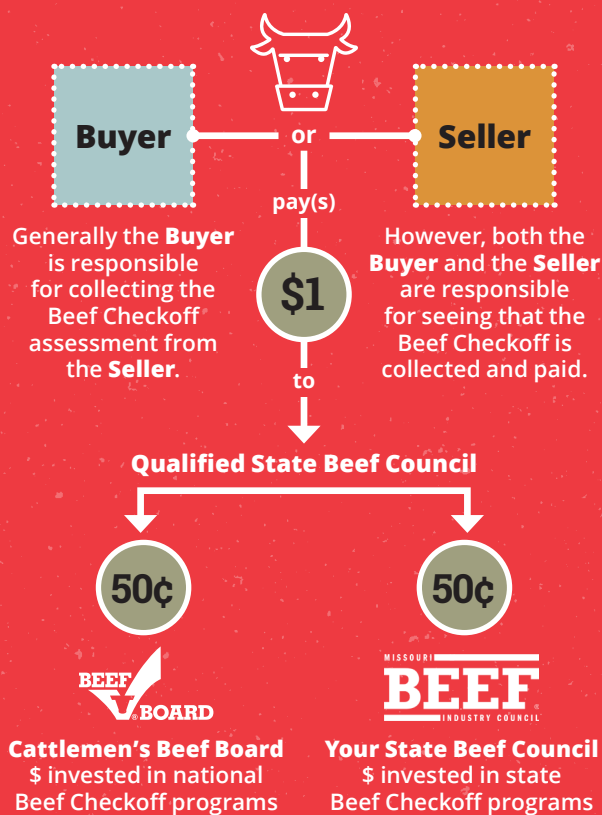 Buyer
or
Seller
pay(s)
Generally the Buyer
is responsible
for collecting the
Beef Checkoff
assessment from
the Seller.
$1
However, both the
Buyer and the Seller
are responsible
for seeing that the
Beef Checkoff is
collected and paid.
to
Qualified State Beef Council
50¢
50¢
BEEF
BOARD
®
MISSOURI
BEEF
INDUSTRY COUNCIL
Cattlemen's Beef Board
$ invested in national
Beef Checkoff programs
Your State Beef Council
$ invested in state
Beef Checkoff programs